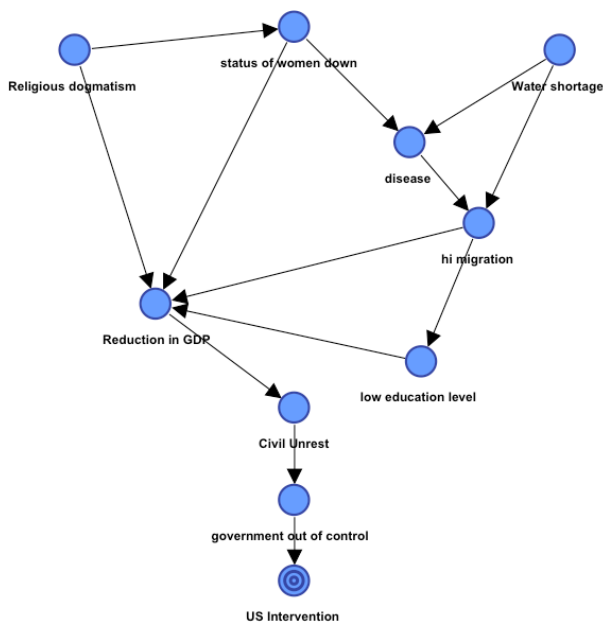 status of women down
Religious dogmatism
Water shortage
disease
hi migration
Reduction in GDP
low education level
Civil Unrest
government out of control
US Intervention